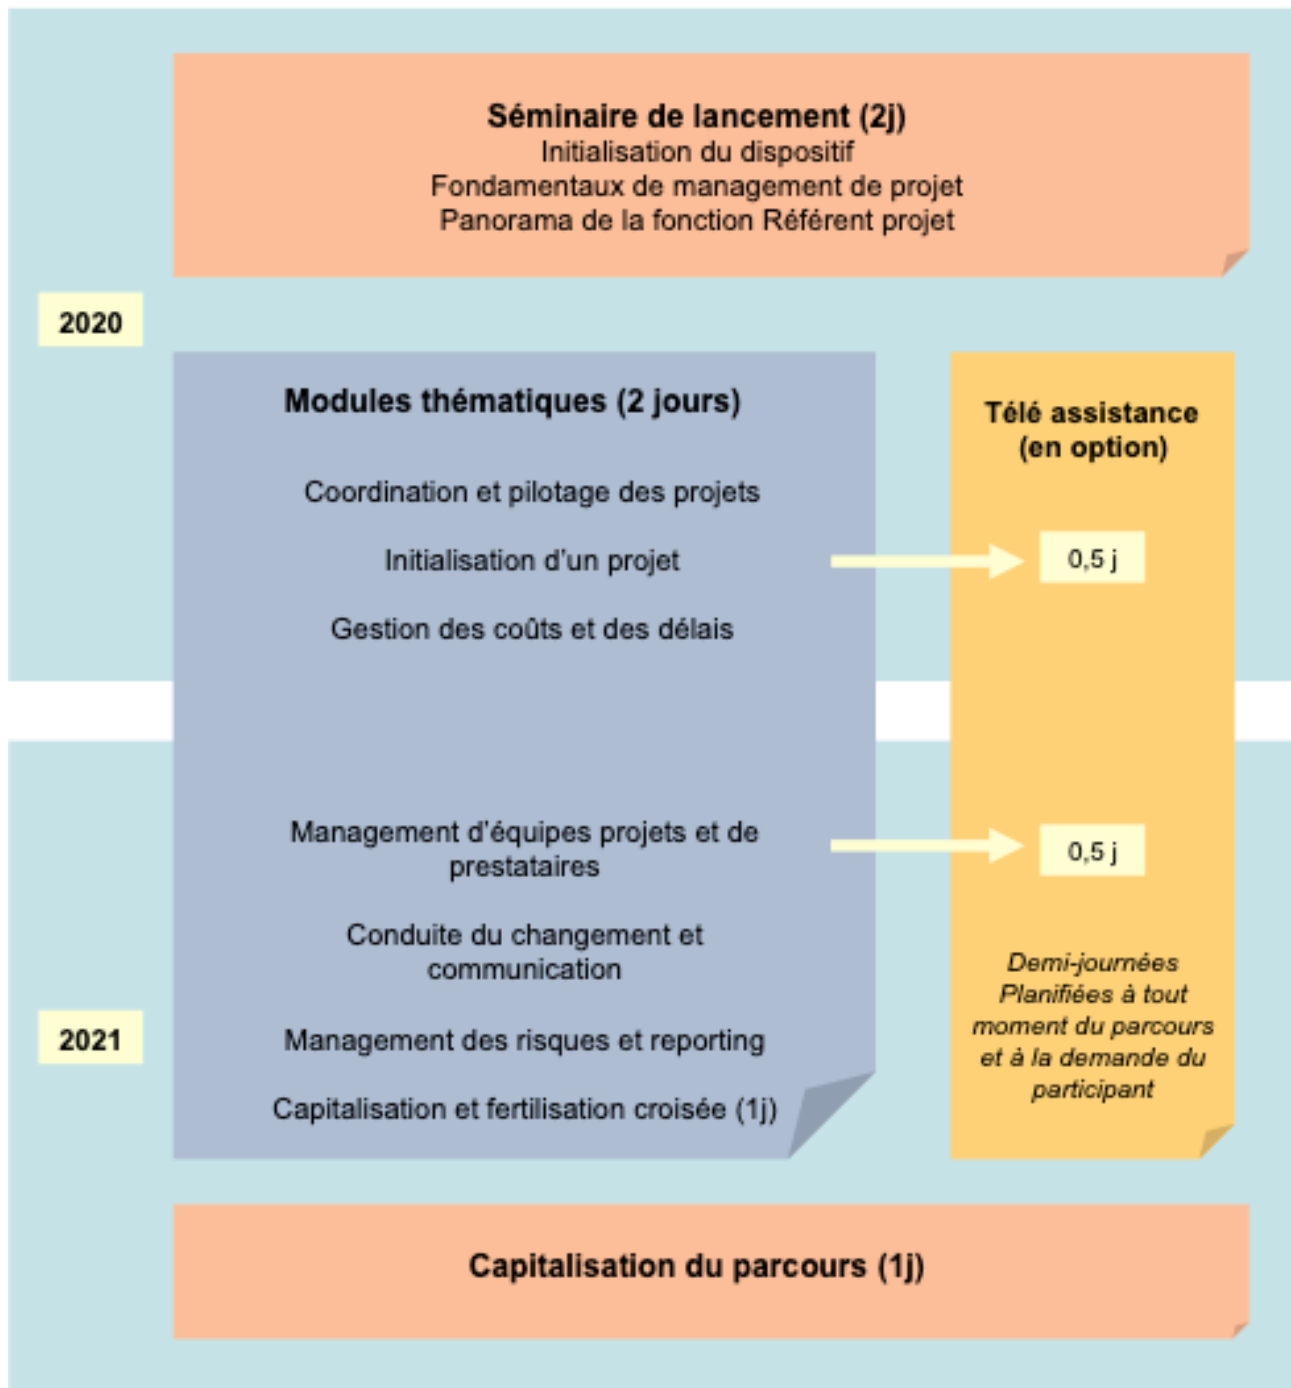 Séminaire de lancement (2j)
Initialisation du dispositif
Fondamentaux de management de projet
Panorama de la fonction Référent projet
2020
Modules thématiques (2 jours)
Coordination et pilotage des projets
Initialisation d'un projet
Gestion des coûts et des délais
Management d'équipes projets et de
prestataires
Conduite du changement et
communication
2021
Management des risques et reporting
Capitalisation et fertilisation croisée (1j)
Télé assistance
(en option)
0,5 j
0,5 j
Demi-journées
Planifiées à tout
moment du parcours
et à la demande du
participant
Capitalisation du parcours (1j)